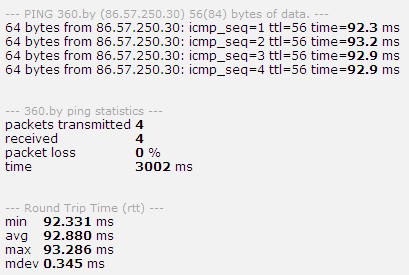 --- PING 360.by (86.57.250.30) 56(84) bytes of data. ---
64 bytes from 86.57.250.30: icmp_seq=1 ttl=56 time=92.3 ms
64 bytes from 86.57.250.30: icmp_seq=2 ttl=56 time=93.2 ms
64 bytes from 86.57.250.30: icmp_seq=3 ttl=56 time=92.9 ms
64 bytes from 86.57.250.30: icmp_seq=4 ttl=56 time=92.9 ms
--- 360.by ping statistics ---
packets transmitted 4
received 4
packet loss 0 %
time 3002 ms
--- Round Trip Time (rtt) ---
min 92.331 ms
avg 92.880 ms
max 93.286 ms
mdev 0.345 ms